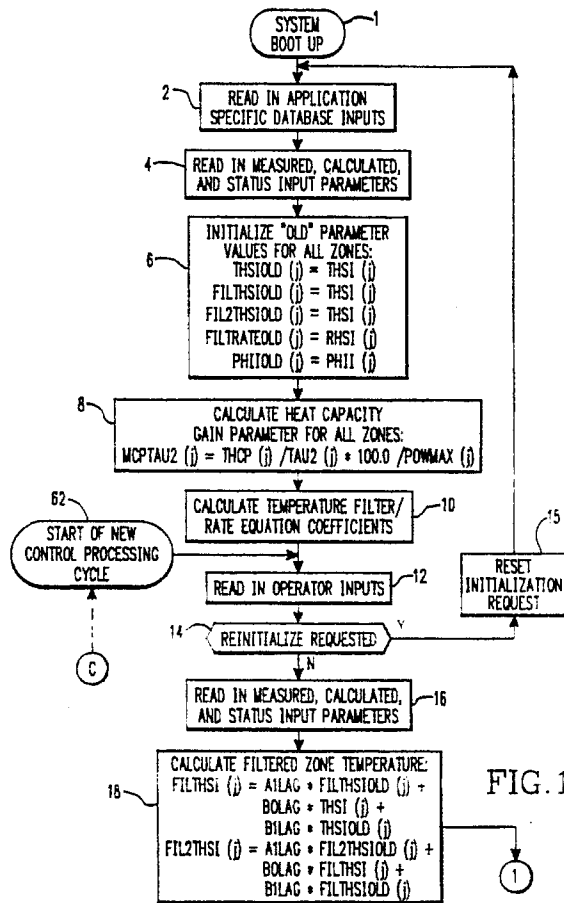 1
SYSTEM
BOOT UP
2
READ IN APPLICATION
SPECIFIC DATABASE INPUTS
4
READ IN MEASURED, CALCULATED,
AND STATUS INPUT PARAMETERS
6
INITIALIZE "OLD" PARAMETER
VALUES FOR ALL ZONES:
THSIOLD (j) = THSI (j)
FILTHSIOLD (j) = THSI (j)
FIL2THSIOLD (j) = THSI (j)
FILTRATEOLD (j) = RHSI (j)
PHIIOLD (j) = PHII (j)
8
CALCULATE HEAT CAPACITY
GAIN PARAMETER FOR ALL ZONES:
MCPTAU2 (j) = THCP (j) /TAU2 (j) * 100.0 /POWMAX (j)
CALCULATE TEMPERATURE FILTER/
RATE EQUATION COEFFICIENTS
10
62
START OF NEW
CONTROL PROCESSING
CYCLE
C
READ IN OPERATOR INPUTS
12
15
RESET
INITIALIZATION
REQUEST
14
REINITIALIZE REQUESTED
Y
N
READ IN MEASURED, CALCULATED,
AND STATUS INPUT PARAMETERS
16
18
CALCULATE FILTERED ZONE TEMPERATURE:
FILTHSI (j) = A1LAG * FILTHSIOLD (j) +
BOLAG * THSI (j) +
B1LAG * THSIOLD (j)
FIL2THSI (j) = A1LAG * FIL2THSIOLD (j) +
BOLAG * FILTHSI (j) +
B1LAG * FILTHSIOLD (j)
FIG. 1
1